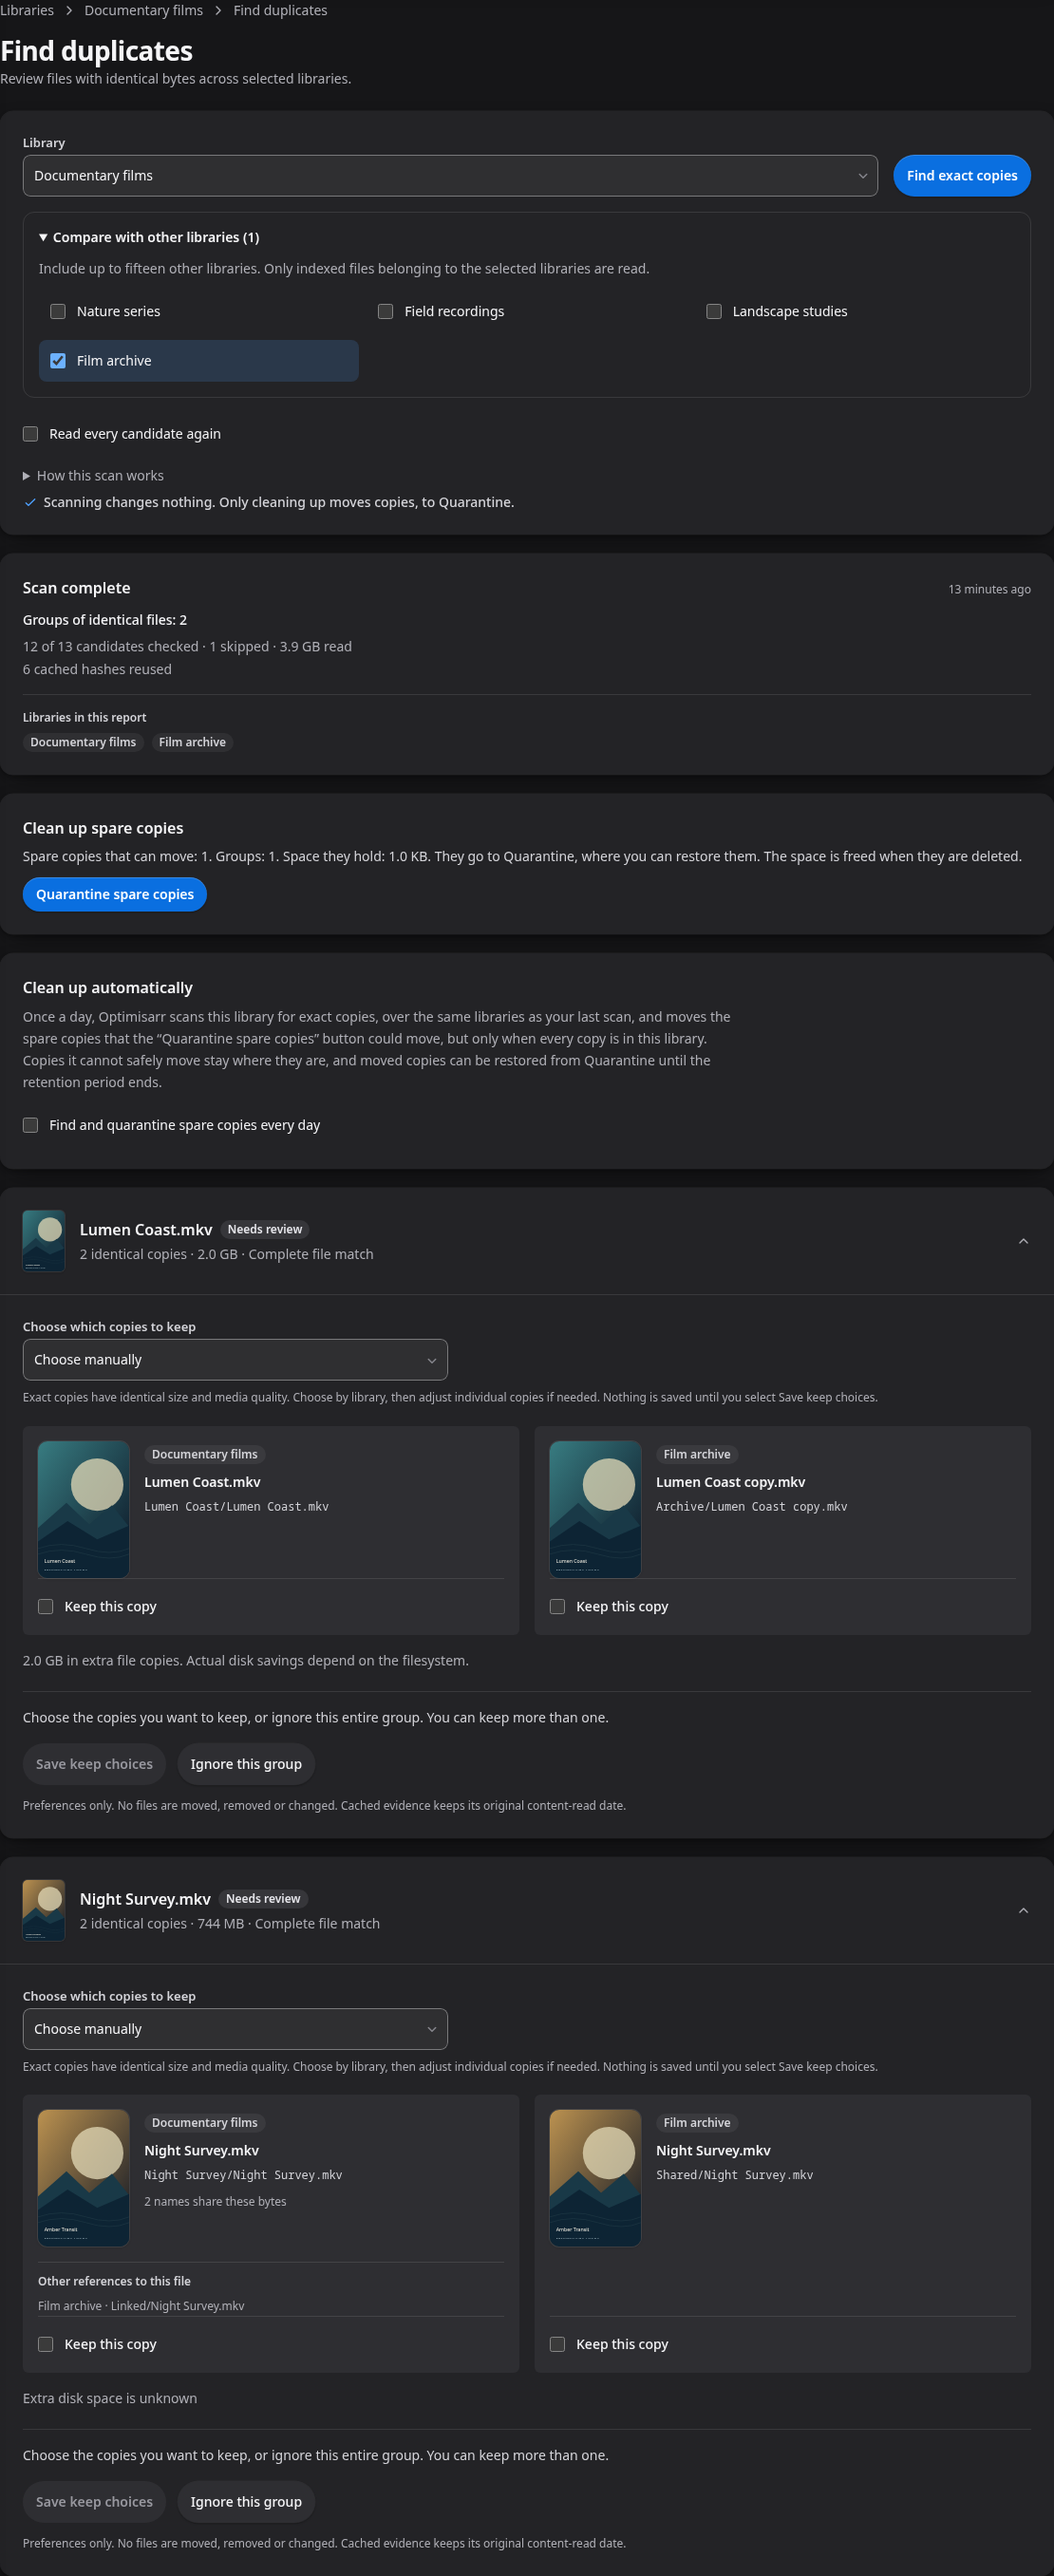 Libraries > Documentary films > Find duplicates
Find duplicates
Review files with identical bytes across selected libraries.
Library
Documentary films
Find exact copies
Compare with other libraries (1)
Include up to fifteen other libraries. Only indexed files belonging to the selected libraries are read.
Nature series
Field recordings
Landscape studies
Film archive
Read every candidate again
How this scan works
Scanning changes nothing. Only cleaning up moves copies, to Quarantine.
Scan complete
13 minutes ago
Groups of identical files: 2
12 of 13 candidates checked · 1 skipped · 3.9 GB read
6 cached hashes reused
Libraries in this report
Documentary films
Film archive
Clean up spare copies
Spare copies that can move: 1. Groups: 1. Space they hold: 1.0 KB. They go to Quarantine, where you can restore them. The space is freed when they are deleted.
Quarantine spare copies
Clean up automatically
Once a day, Optimisarr scans this library for exact copies, over the same libraries as your last scan, and moves the
spare copies that the “Quarantine spare copies” button could move, but only when every copy is in this library.
Copies it cannot safely move stay where they are, and moved copies can be restored from Quarantine until the
retention period ends.
Find and quarantine spare copies every day
Lumen Coast.mkv
Needs review
2 identical copies · 2.0 GB · Complete file match
Choose which copies to keep
Choose manually
Exact copies have identical size and media quality. Choose by library, then adjust individual copies if needed. Nothing is saved until you select Save keep choices.
Documentary films
Lumen Coast.mkv
Lumen Coast/Lumen Coast.mkv
Lumen Coast
Keep this copy
Film archive
Lumen Coast copy.mkv
Archive/Lumen Coast copy.mkv
Lumen Coast
Keep this copy
2.0 GB in extra file copies. Actual disk savings depend on the filesystem.
Choose the copies you want to keep, or ignore this entire group. You can keep more than one.
Save keep choices
Ignore this group
Preferences only. No files are moved, removed or changed. Cached evidence keeps its original content-read date.
Night Survey.mkv
Needs review
2 identical copies · 744 MB · Complete file match
Choose which copies to keep
Choose manually
Exact copies have identical size and media quality. Choose by library, then adjust individual copies if needed. Nothing is saved until you select Save keep choices.
Documentary films
Night Survey.mkv
Night Survey/Night Survey.mkv
2 names share these bytes
Amber Transit
Other references to this file
Film archive · Linked/Night Survey.mkv
Keep this copy
Film archive
Night Survey.mkv
Shared/Night Survey.mkv
Amber Transit
Keep this copy
Extra disk space is unknown
Choose the copies you want to keep, or ignore this entire group. You can keep more than one.
Save keep choices
Ignore this group
Preferences only. No files are moved, removed or changed. Cached evidence keeps its original content-read date.